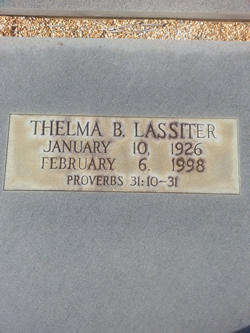 THELMA B. LASSITER
JANUARY 10, 1926
FEBRUARY 6. 1998
PROVERBS 31:10-31